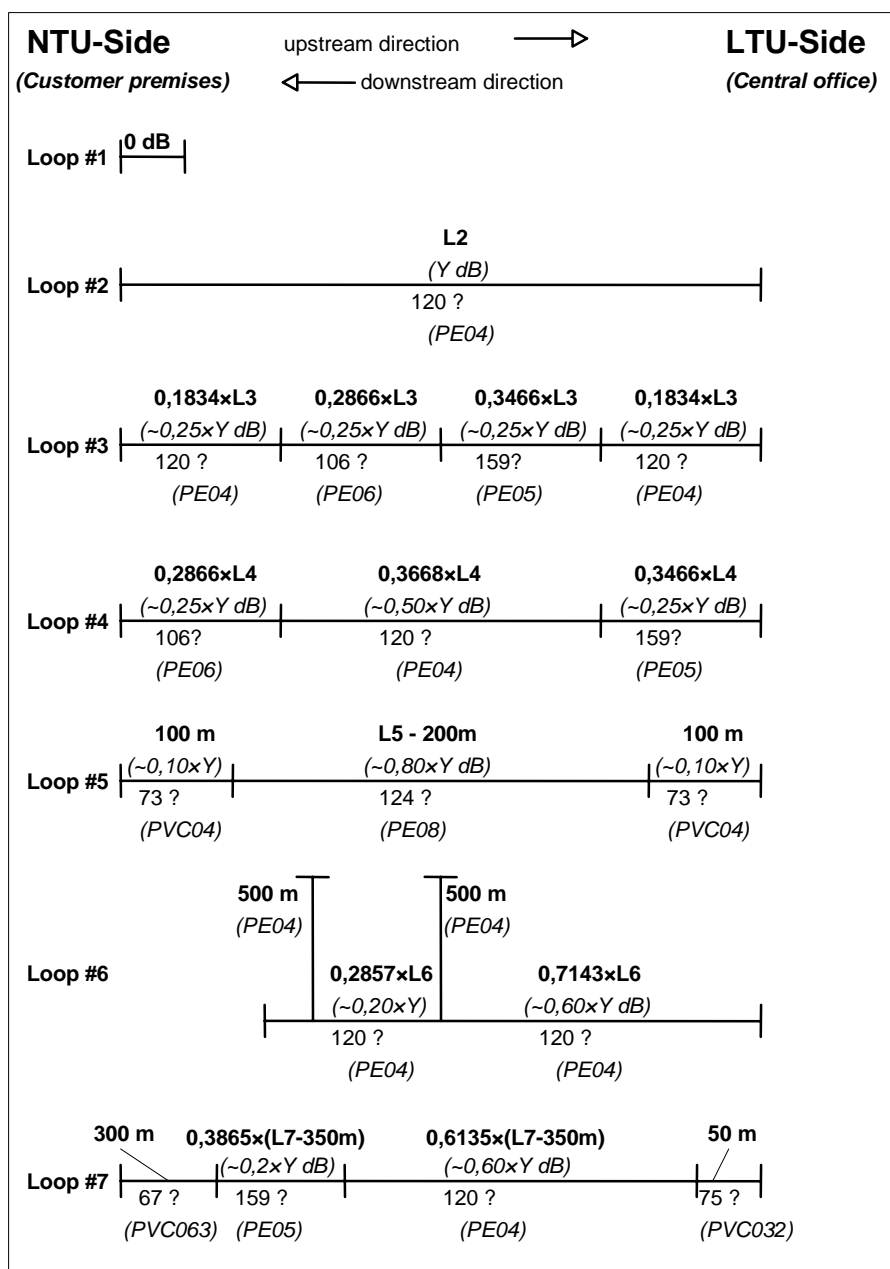 NTU-Side upstream direction LTU-Side
(Customer premises) downstream direction (Central office)
0 dB
Loop #1
L2
(Y dB)
Loop #2
120 ?
(PE04)
0,1834×L3 0,2866×L3 0,3466×L3 0,1834×L3
(~0,25×Y dB) (~0,25×Y dB) (~0,25×Y dB) (~0,25×Y dB)
Loop #3
120 ? 106 ? 159? 120 ?
(PE04) (PE06) (PE05) (PE04)
0,2866×L4 0,3668×L4 0,3466×L4
(~0,25×Y dB) (~0,50×Y dB) (~0,25×Y dB)
Loop #4
106? 120 ? 159?
(PE06) (PE04) (PE05)
100 m L5 - 200m 100 m
(~0,10×Y) (~0,80×Y dB) (~0,10×Y)
Loop #5
73 ? 124 ? 73 ?
(PVC04) (PE08) (PVC04)
500 m 500 m
(PE04) (PE04)
Loop #6 0,2857×L6 0,7143×L6
(~0,20×Y) (~0,60×Y dB)
120 ? 120 ?
(PE04) (PE04)
300 m 0,3865×(L7-350m) 0,6135×(L7-350m) 50 m
(~0,2×Y dB) (~0,60×Y dB)
Loop #7
67 ? 159 ? 120 ? 75 ?
(PVC063) (PE05) (PE04) (PVC032)